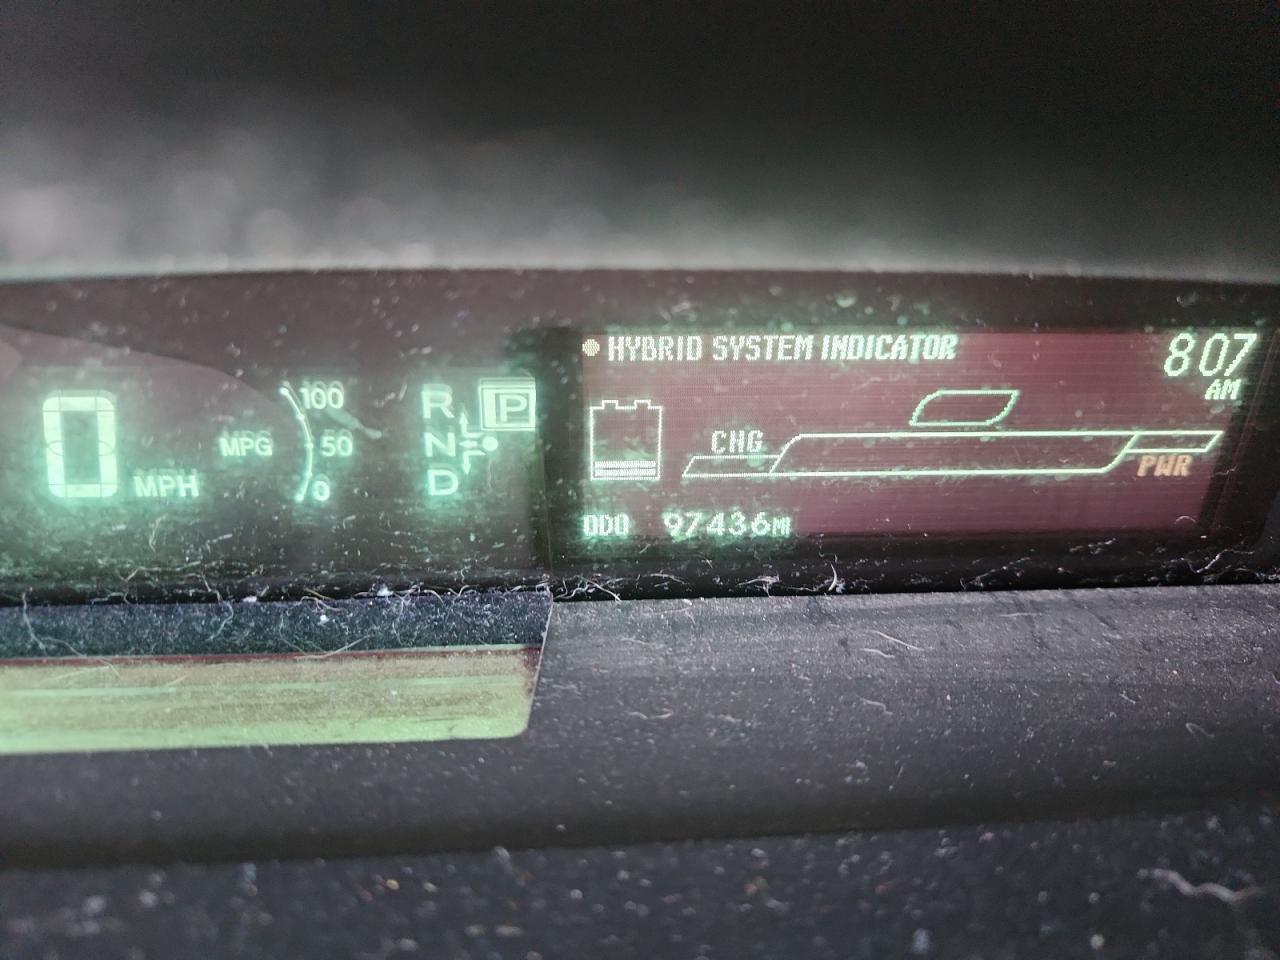 HYBRID SYSTEM INDICATOR 8 07
AM
0 MPH
MPG 100
50
0
R P
N
D
CHG
PWR
ODO 97436MI